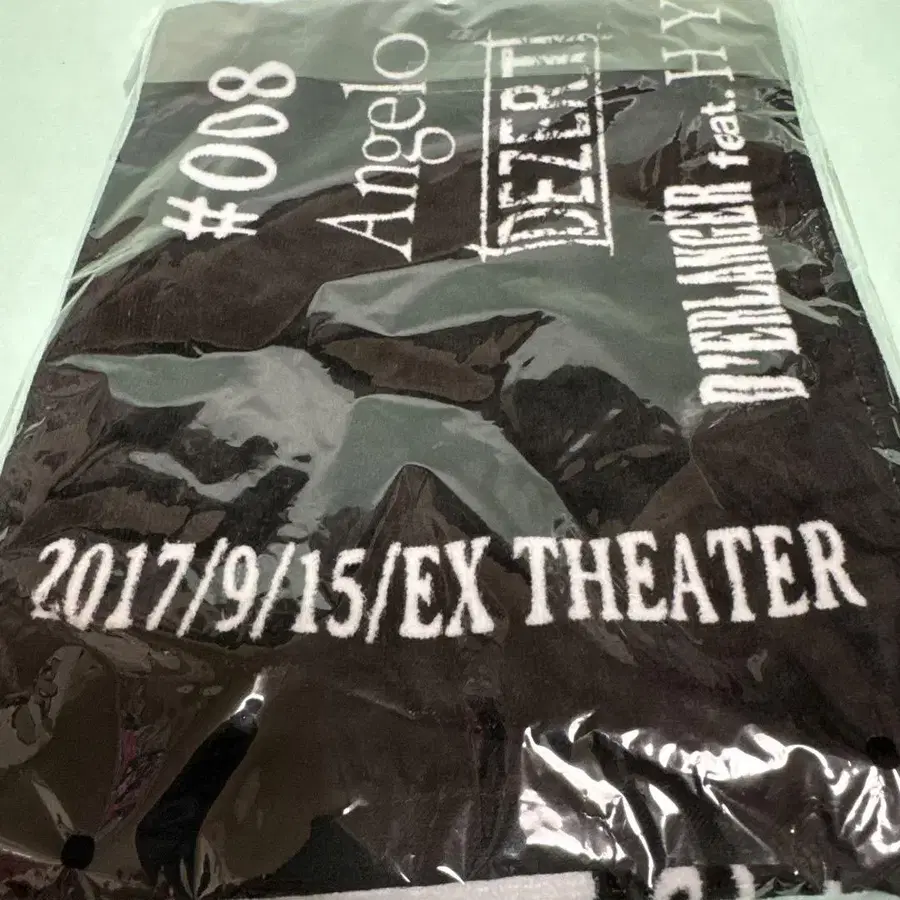 #008
Angelo
DEZERT
D'ERLANGER feat. HY
2017/9/15/EX THEATER